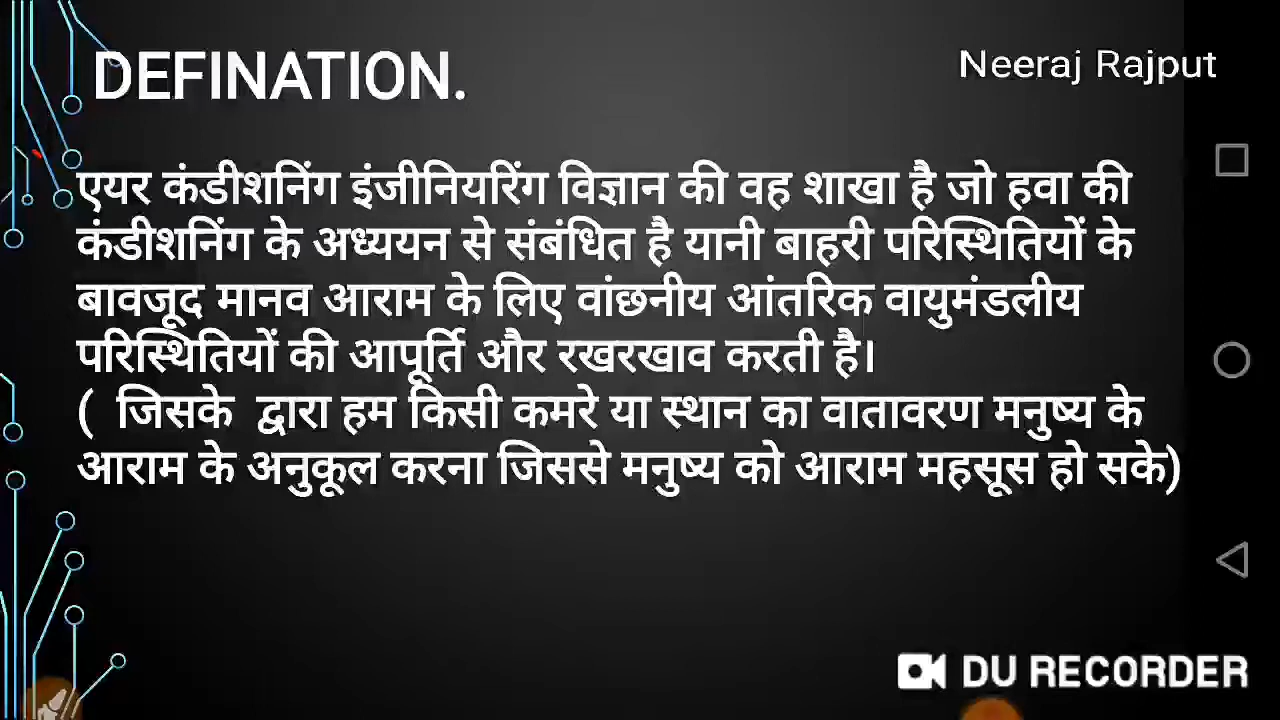 DEFINATION.
Neeraj Rajput
एयर कंडीशनिंग इंजीनियरिंग विज्ञान की वह शाखा है जो हवा की
कंडीशनिंग के अध्ययन से संबंधित है यानी बाहरी परिस्थितियों के
बावजूद मानव आराम के लिए वांछनीय आंतरिक वायुमंडलीय
परिस्थितियों की आपूर्ति और रखरखाव करती है।
( जिसके द्वारा हम किसी कमरे या स्थान का वातावरण मनुष्य के
आराम के अनुकूल करना जिससे मनुष्य को आराम महसूस हो सके)
DU RECORDER